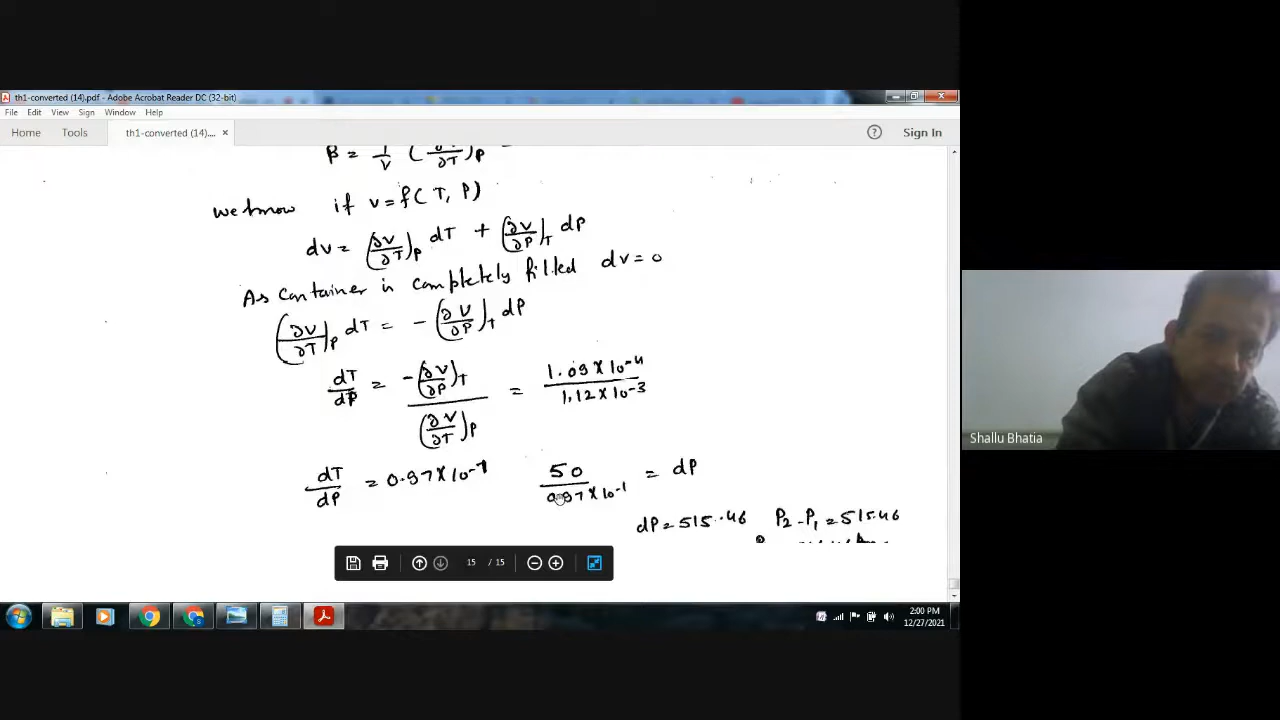 th1-converted (14).pdf - Adobe Acrobat Reader DC (32-bit)
File Edit View Sign Window Help
Home Tools th1-converted (14).... × ? Sign In
β = 1/V (∂V/∂T)P =
we know if v = f( T, P)
dv = (∂V/∂T)P dT + (∂V/∂P)T dP
As container is completely filled dv = 0
(∂V/∂T)P dT = - (∂V/∂P)T dP
dT/dP = -(∂V/∂P)T / (∂V/∂T)P = 1.09 × 10-4 / 1.12 × 10-3
dT/dP = 0.97 × 10-1 50 / 0.97 × 10-1 = dP
dP = 515.46 P2 - P1 = 515.46
15 / 15
Shallu Bhatia
2:00 PM
12/27/2021